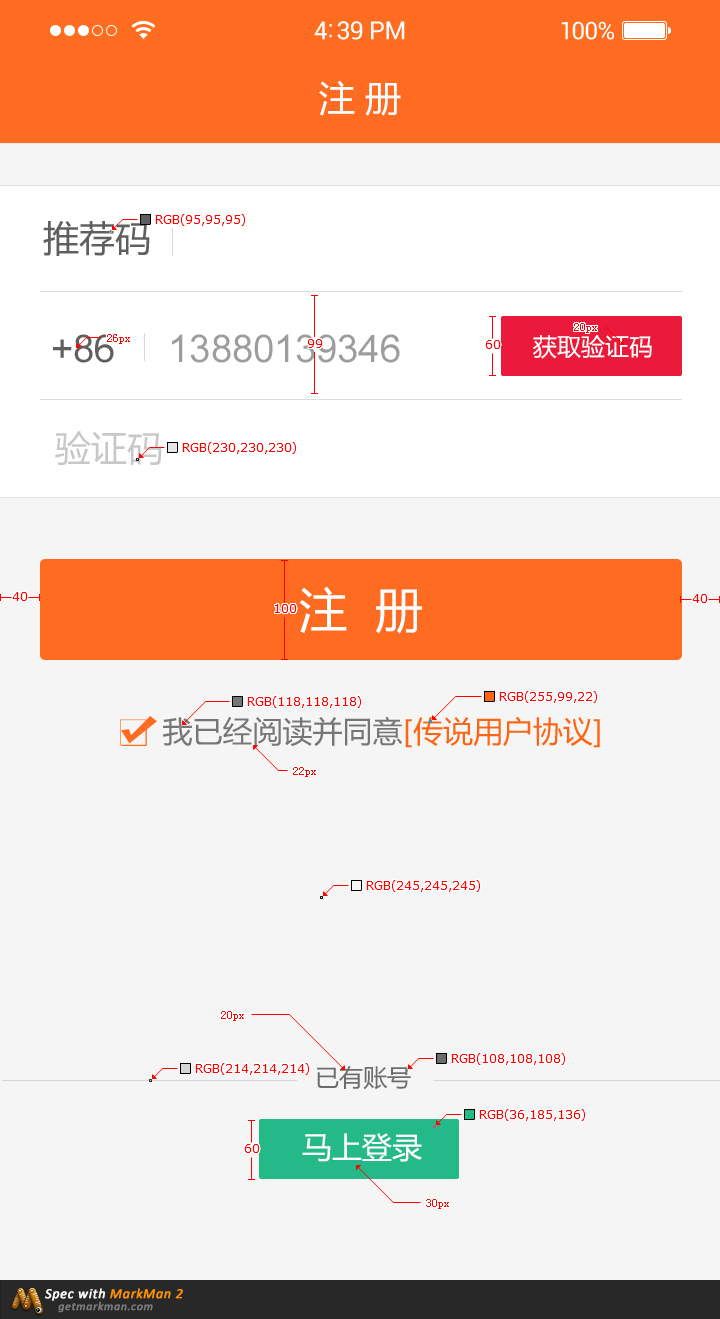 4:39 PM 100%
注 册
RGB(95,95,95)
推荐码
+86 26px 13880139346 99 60 20px 获取验证码
验证码 RGB(230,230,230)
40 100 注 册 40
RGB(118,118,118) RGB(255,99,22)
我已经阅读并同意[传说用户协议]
22px
RGB(245,245,245)
20px
RGB(214,214,214) 已有账号 RGB(108,108,108)
RGB(36,185,136)
60 马上登录
30px
Spec with MarkMan 2
getmarkman.com